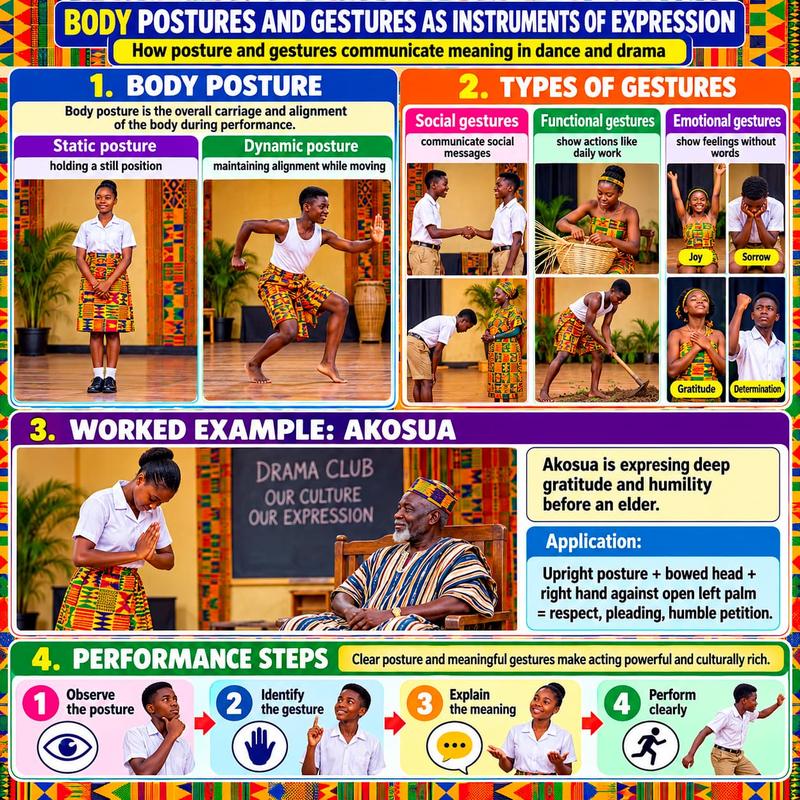 BODY POSTURES AND GESTURES AS INSTRUMENTS OF EXPRESSION
How posture and gestures communicate meaning in dance and drama
1. BODY POSTURE
Body posture is the overall carriage and alignment
of the body during performance.
Static posture
holding a still position
Dynamic posture
maintaining alignment while moving
2. TYPES OF GESTURES
Social gestures
communicate social
messages
Functional gestures
show actions like
daily work
Emotional gestures
show feelings without
words
Joy
Sorrow
Gratitude
Determination
3. WORKED EXAMPLE: AKOSUA
DRAMA CLUB
OUR CULTURE
OUR EXPRESSION
Akosua is expresing deep
gratitude and humility
before an elder.
Application:
Upright posture + bowed head +
right hand against open left palm
= respect, pleading, humble petition.
4. PERFORMANCE STEPS
Clear posture and meaningful gestures make acting powerful and culturally rich.
1 Observe
the posture
2 Identify
the gesture
3 Explain
the meaning
4 Perform
clearly